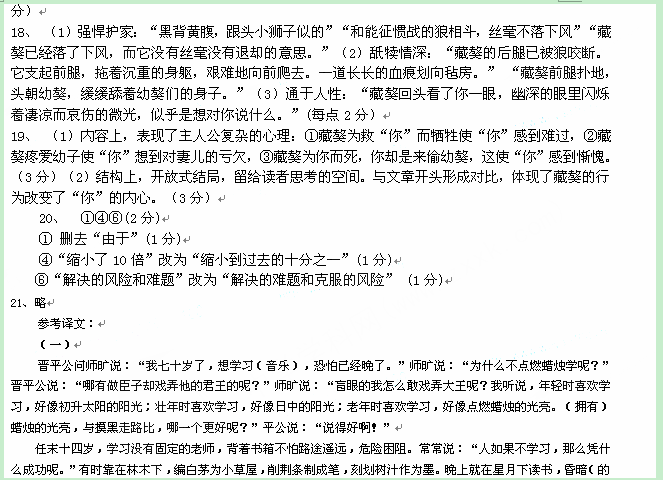 分）
18、（1）强悍护家：“黑背黄腹，跟头小狮子似的”“和能征惯战的狼相斗，丝毫不落下风”“藏
獒已经落了下风，而它没有丝毫没有退却的意思。”（2）舐犊情深：“藏獒的后腿已被狼咬断。
它支起前腿，拖着沉重的身躯，艰难地向前爬去。一道长长的血痕划向毡房。” “藏獒前腿扑地，
头朝幼獒，缓缓舔着幼獒们的身子。”（3）通于人性：“藏獒回头看了你一眼，幽深的眼里闪烁
着凄凉而哀伤的微光，似乎是想对你说什么。”(每点 2 分）
19、（1）内容上，表现了主人公复杂的心理：①藏獒为救“你”而牺牲使“你”感到难过，②藏
獒疼爱幼子使“你”想到对妻儿的亏欠，③藏獒为你而死，你却是来偷幼獒，这使“你”感到惭愧。
（3 分）（2）结构上，开放式结局，留给读者思考的空间。与文章开头形成对比，体现了藏獒的行
为改变了“你”的内心。（3 分）
20、 ①④⑥(2 分）
① 删去“由于”(1 分）
④“缩小了 10 倍”改为“缩小到过去的十分之一”(1 分）
⑥“解决的风险和难题”改为“解决的难题和克服的风险” (1 分）
21、略
参考译文：
（一）
晋平公问师旷说：“我七十岁了，想学习（音乐），恐怕已经晚了。”师旷说：“为什么不点燃蜡烛学呢？”
晋平公说：“哪有做臣子却戏弄他的君王的呢？”师旷说：“盲眼的我怎么敢戏弄大王呢？我听说，年轻时喜欢学
习，好像初升太阳的阳光；壮年时喜欢学习，好像日中的阳光；老年时喜欢学习，好像点燃蜡烛的光亮。（拥有）
蜡烛的光亮，与摸黑走路比，哪一个更好呢？”平公说：“说得好啊！”
任末十四岁，学习没有固定的老师，背着书箱不怕路途遥远，危险困阻。常常说：“人如果不学习，那么凭什
么成功呢。”有时靠在林木下，编白茅为小草屋，削荆条制成笔，刻划树汁作为墨。晚上就在星月下读书，昏暗（的